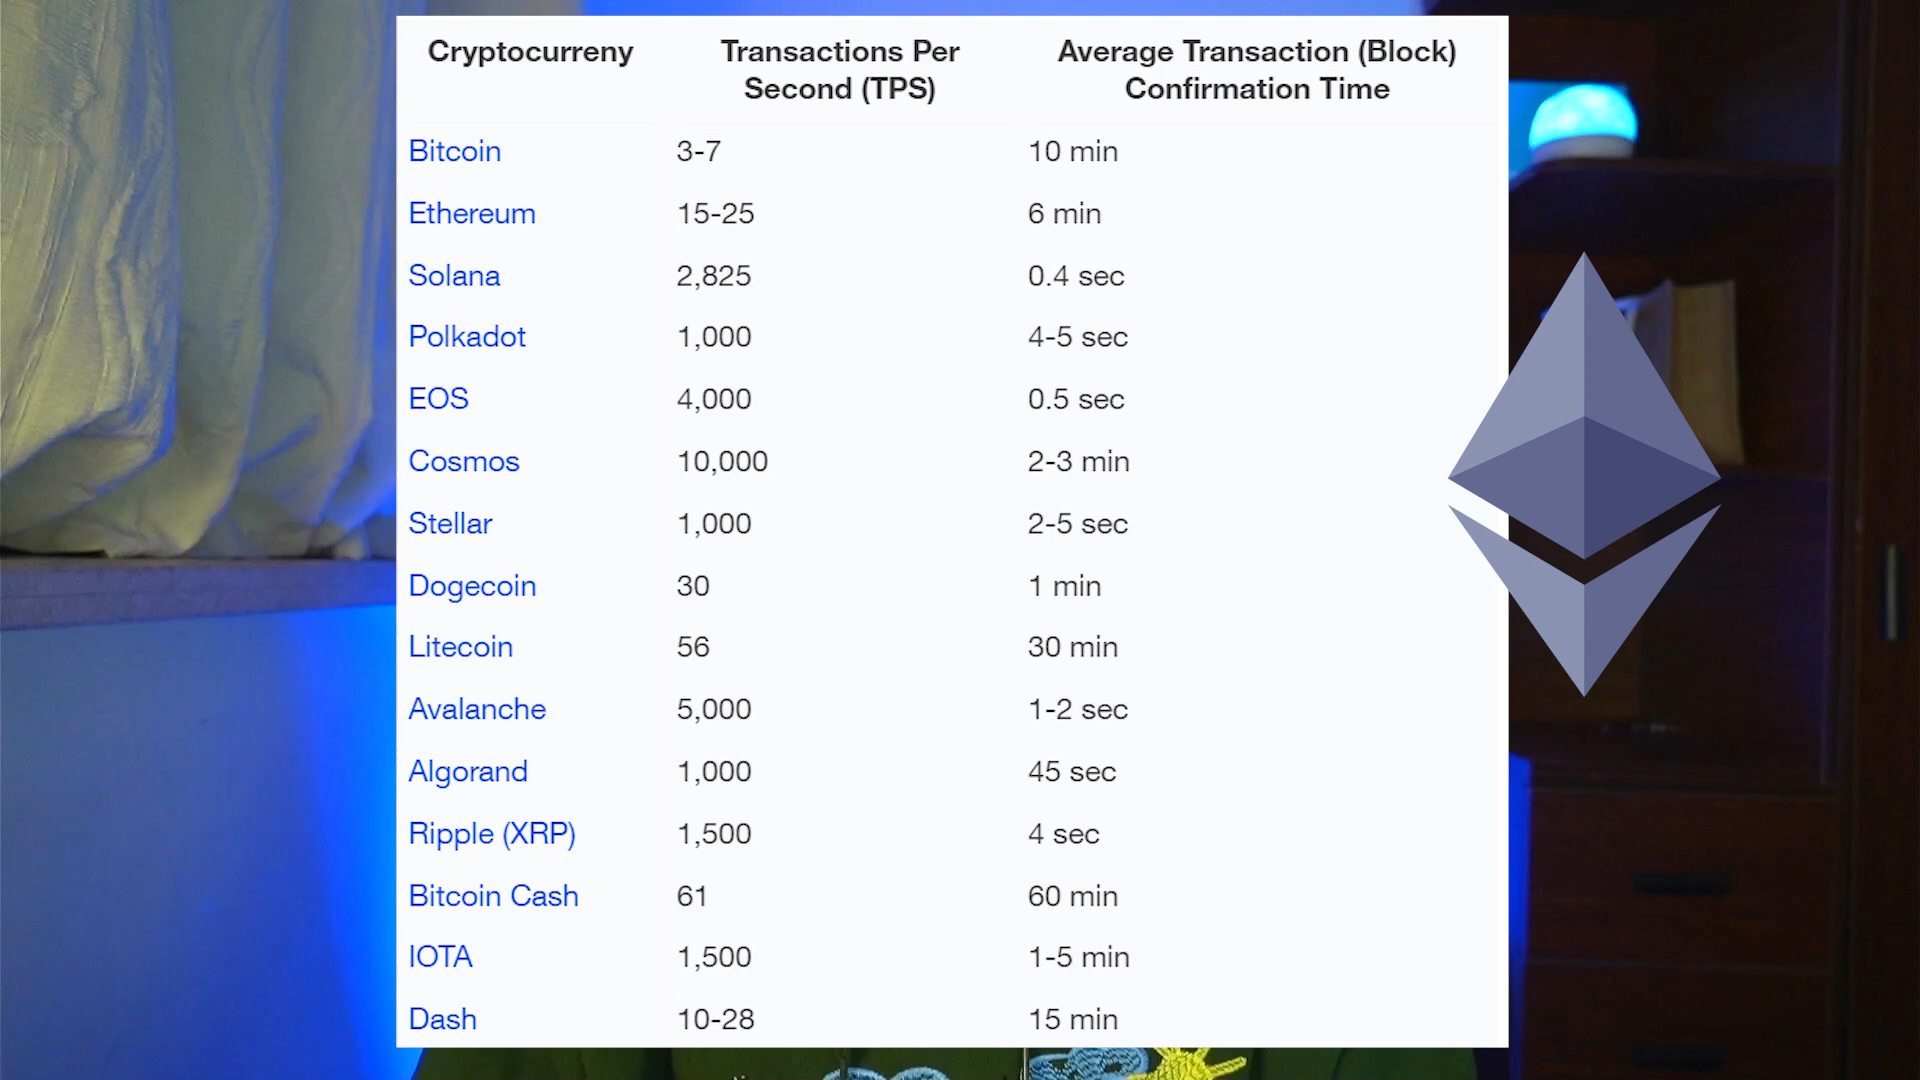 Cryptocurreny Transactions Per Second (TPS) Average Transaction (Block) Confirmation Time
Bitcoin 3-7 10 min
Ethereum 15-25 6 min
Solana 2,825 0.4 sec
Polkadot 1,000 4-5 sec
EOS 4,000 0.5 sec
Cosmos 10,000 2-3 min
Stellar 1,000 2-5 sec
Dogecoin 30 1 min
Litecoin 56 30 min
Avalanche 5,000 1-2 sec
Algorand 1,000 45 sec
Ripple (XRP) 1,500 4 sec
Bitcoin Cash 61 60 min
IOTA 1,500 1-5 min
Dash 10-28 15 min